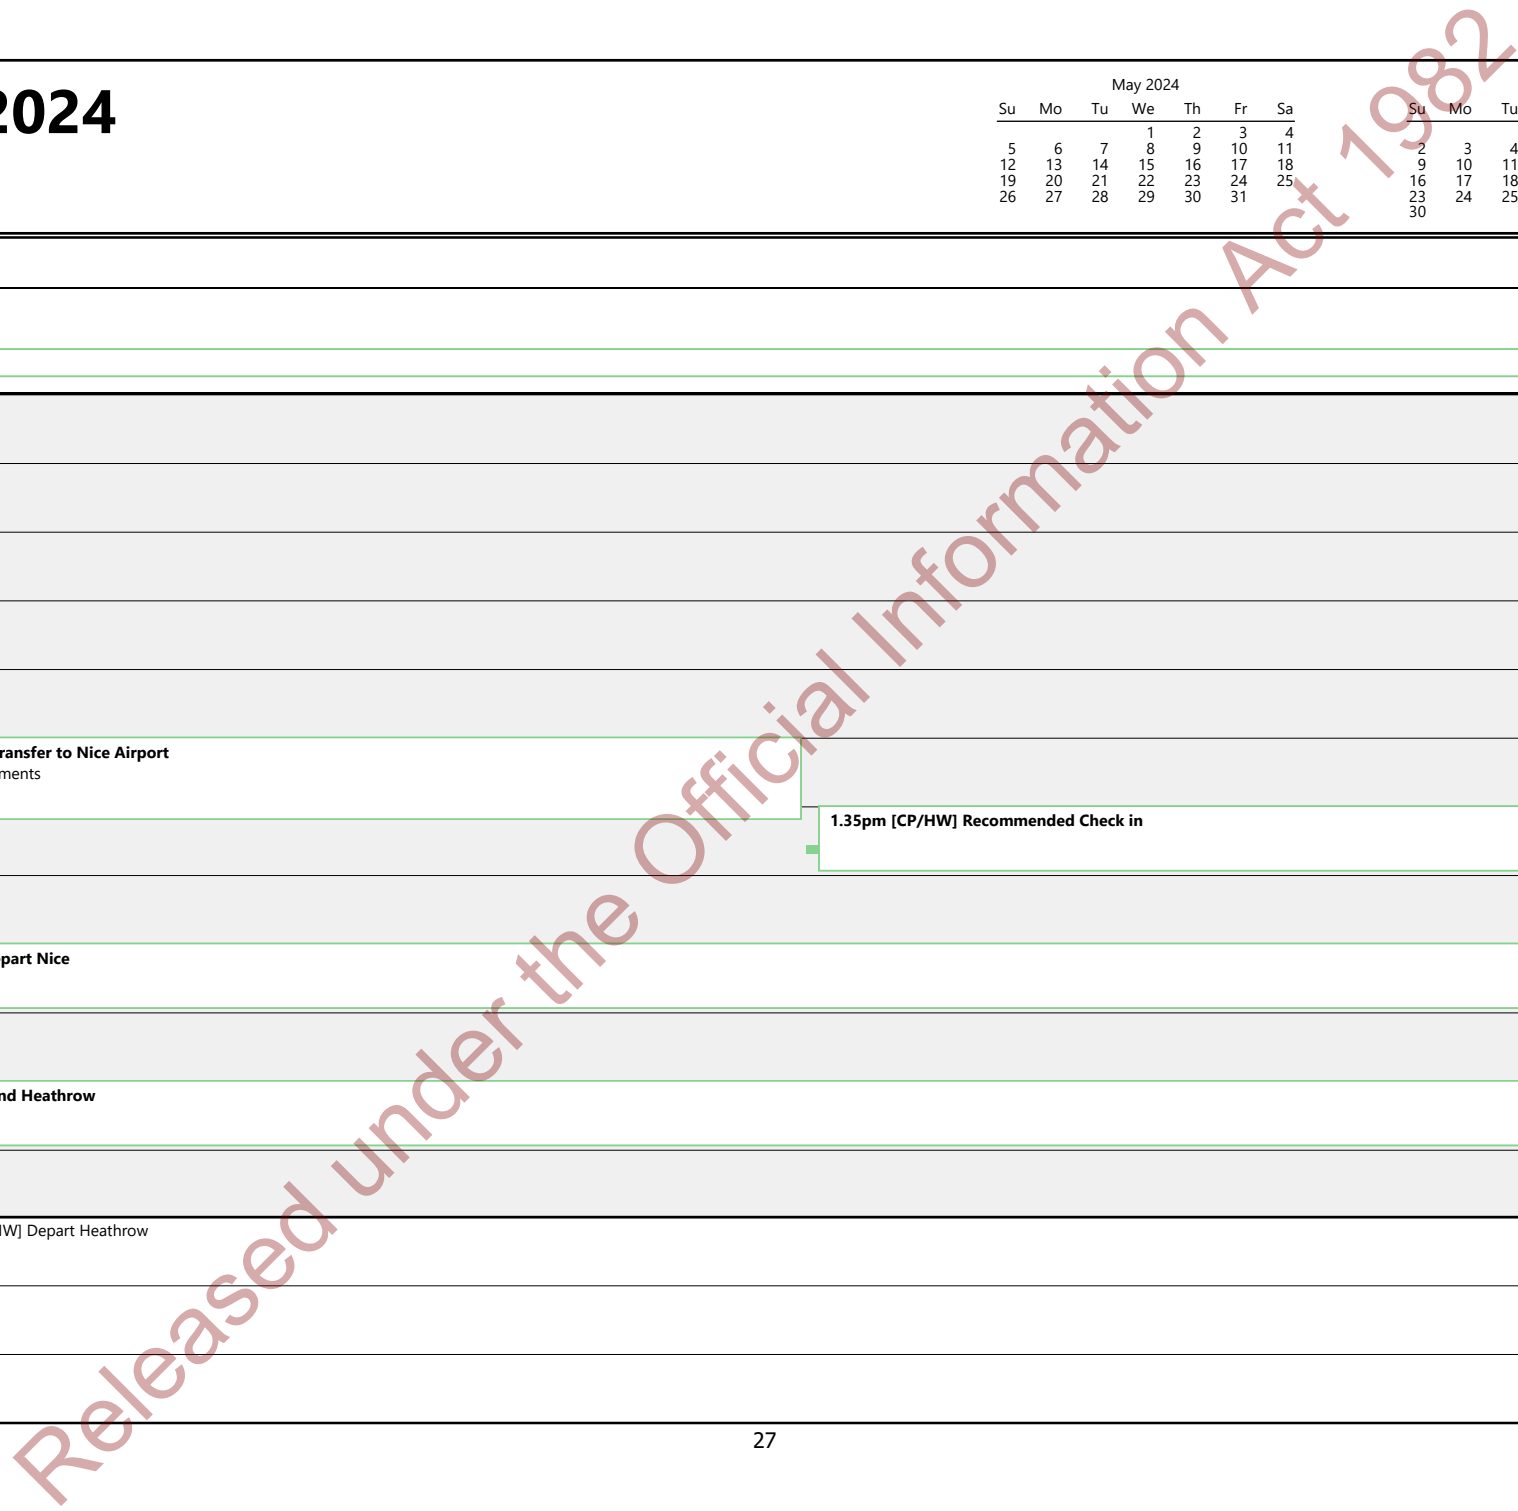 2024
May 2024
Su Mo Tu We Th Fr Sa
1 2 3 4
5 6 7 8 9 10 11
12 13 14 15 16 17 18
19 20 21 22 23 24 25
26 27 28 29 30 31
Su Mo Tu
2 3 4
9 10 11
16 17 18
23 24 25
30
ransfer to Nice Airport
ments
1.35pm [CP/HW] Recommended Check in
part Nice
nd Heathrow
HW] Depart Heathrow
27
Released under the Official Information Act 1982